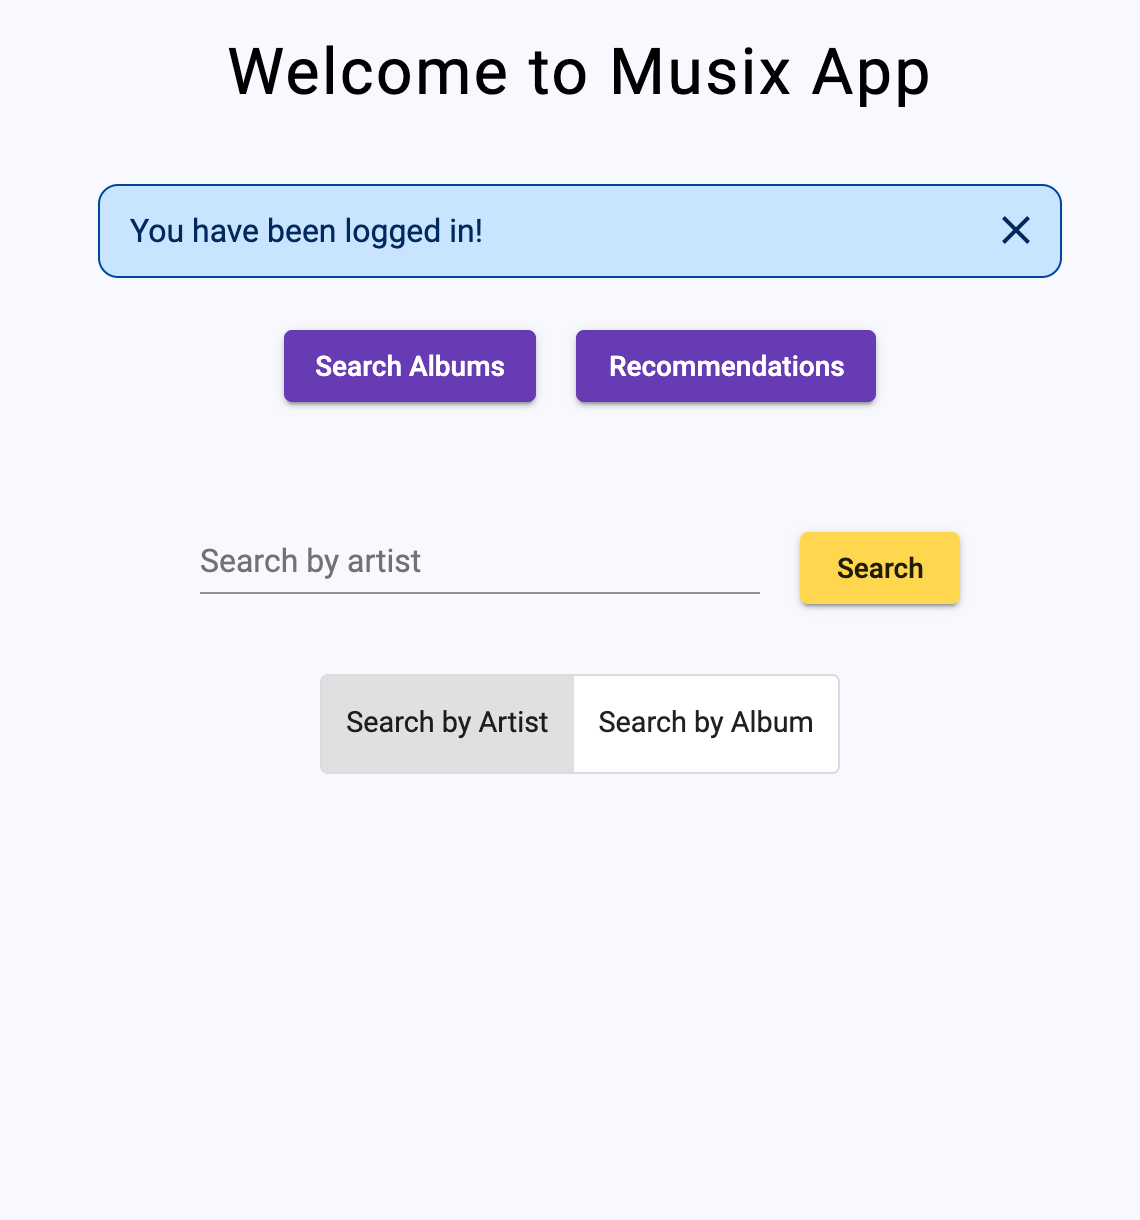 Welcome to Musix App
You have been logged in!
Search Albums
Recommendations
Search by artist
Search
Search by Artist
Search by Album